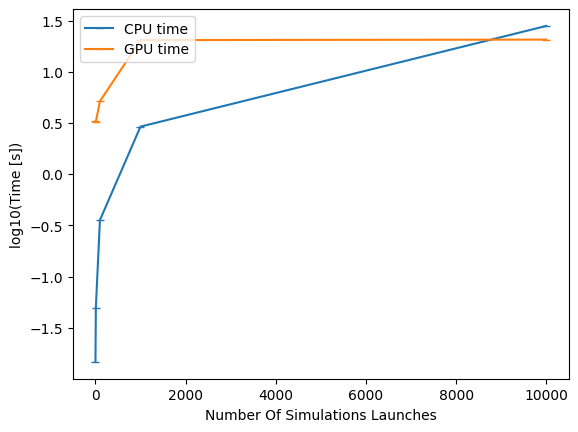 CPU time
GPU time
1.5
1.0
0.5
0.0
−0.5
−1.0
−1.5
log10(Time [s])
0 2000 4000 6000 8000 10000
Number Of Simulations Launches